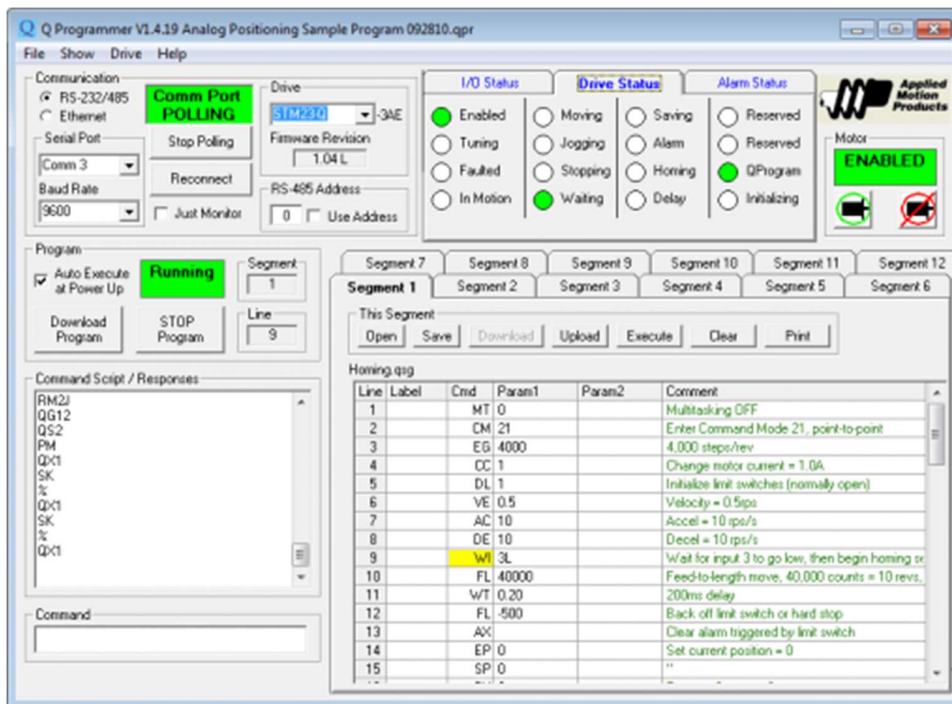 Q Programmer V1.4.19 Analog Positioning Sample Program 092810.qpr
File Show Drive Help
Communication
RS-232/485
Ethernet
Serial Port
Comm 3
Baud Rate
9600
Comm Port
POLLING
Stop Polling
Reconnect
Just Monitor
Drive
STM23Q -3AE
Firmware Revision
1.04 L
RS-485 Address
0 Use Address
I/O Status Drive Status Alarm Status
Enabled Moving Saving Reserved
Tuning Jogging Alarm Reserved
Faulted Stopping Homing QProgram
In Motion Waiting Delay Initializing
Applied
Motion
Products
Motor
ENABLED
Program
Auto Execute
at Power Up
Running
Segment
1
Download
Program
STOP
Program
Line
9
Command Script / Responses
RM2J
QG12
QS2
PM
QX1
SK
%
QX1
SK
%
QX1
Command
Segment 7 Segment 8 Segment 9 Segment 10 Segment 11 Segment 12
Segment 1 Segment 2 Segment 3 Segment 4 Segment 5 Segment 6
This Segment
Open Save Download Upload Execute Clear Print
Homing.qsg
Line Label Cmd Param1 Param2 Comment
1 MT 0 Multitasking OFF
2 CM 21 Enter Command Mode 21, point-to-point
3 EG 4000 4,000 steps/rev
4 CC 1 Change motor current = 1.0A
5 DL 1 Initialize limit switches (normally open)
6 VE 0.5 Velocity = 0.5rps
7 AC 10 Accel = 10 rps/s
8 DE 10 Decel = 10 rps/s
9 WI 3L Wait for input 3 to go low, then begin homing se
10 FL 40000 Feed-to-length move, 40,000 counts = 10 revs,
11 WT 0.20 200ms delay
12 FL -500 Back off limit switch or hard stop
13 AX Clear alarm triggered by limit switch
14 EP 0 Set current position = 0
15 SP 0 "